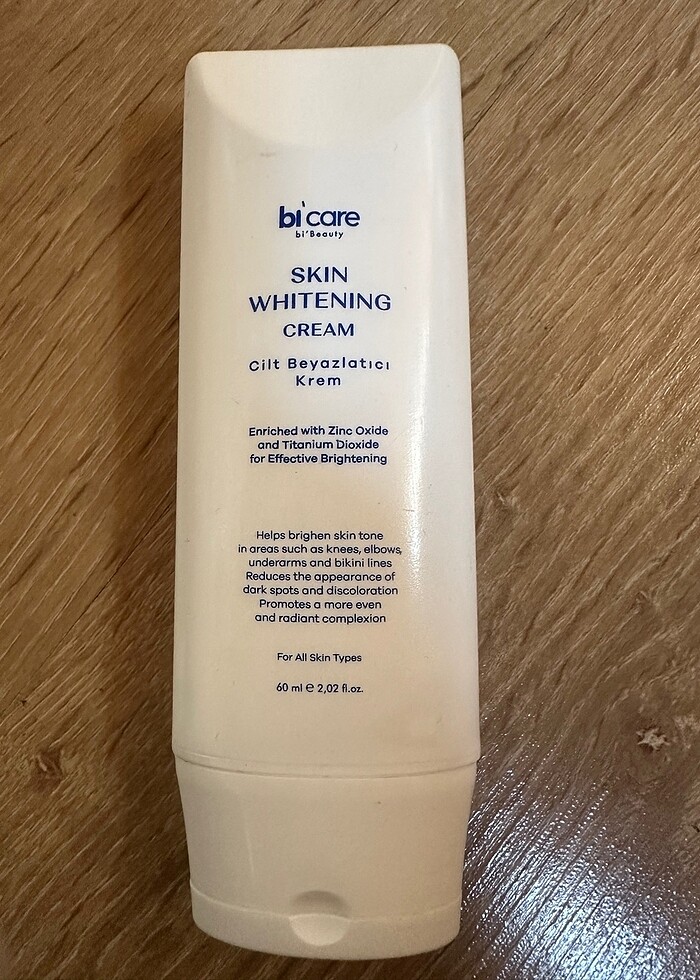 bi'care
bi'Beauty
SKIN
WHITENING
CREAM
Cilt Beyazlatıcı
Krem
Enriched with Zinc Oxide
and Titanium Dioxide
for Effective Brightening
Helps brighen skin tone
in areas such as knees, elbows,
underarms and bikini lines
Reduces the appearance of
dark spots and discoloration
Promotes a more even
and radiant complexion
For All Skin Types
60 ml ℮ 2,02 fl.oz.